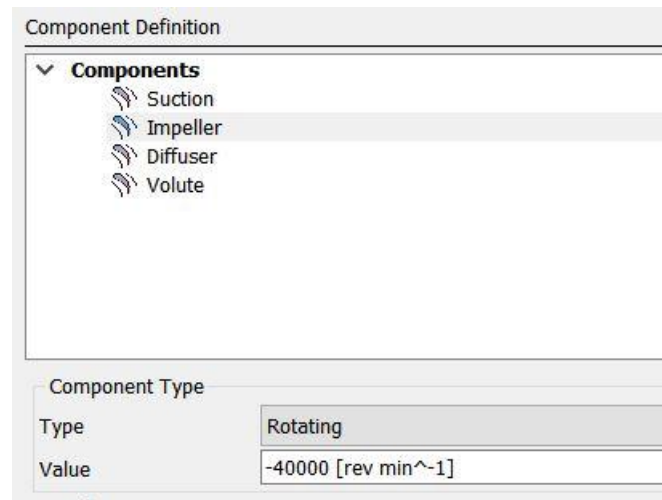 Component Definition
Components
Suction
Impeller
Diffuser
Volute
Component Type
Type Rotating
Value -40000 [rev min^-1]